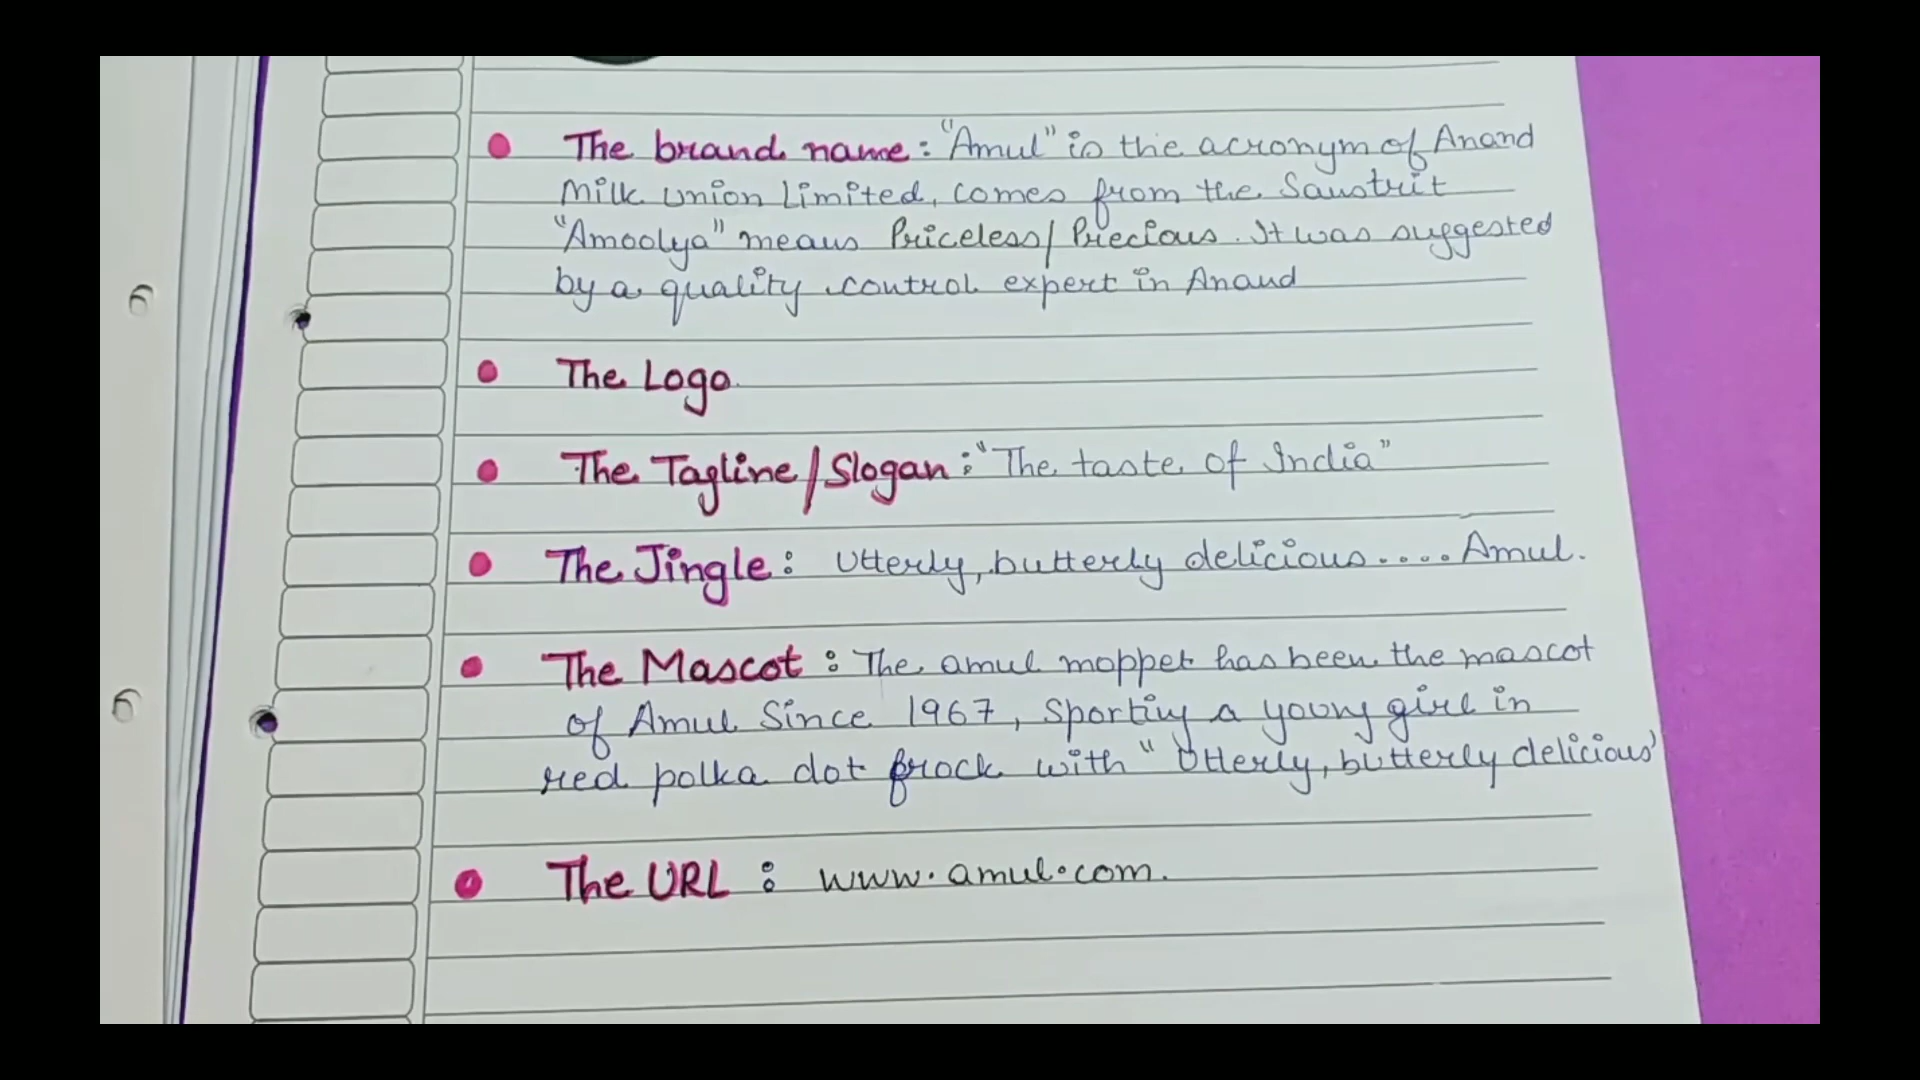 The brand name: "Amul" is the acronym of Anand
Milk Union Limited, comes from the Sanstrit
"Amoolya" means Priceless/Precious. It was suggested
by a quality control expert in Anand
The Logo
The Tagline/Slogan: "The taste of India"
The Jingle: Utterly, butterly delicious....Amul.
The Mascot: The amul moppet has been the mascot
of Amul Since 1967, Sporting a young girl in
red polka dot frock with "Utterly, butterly delicious"
The URL: www.amul.com.